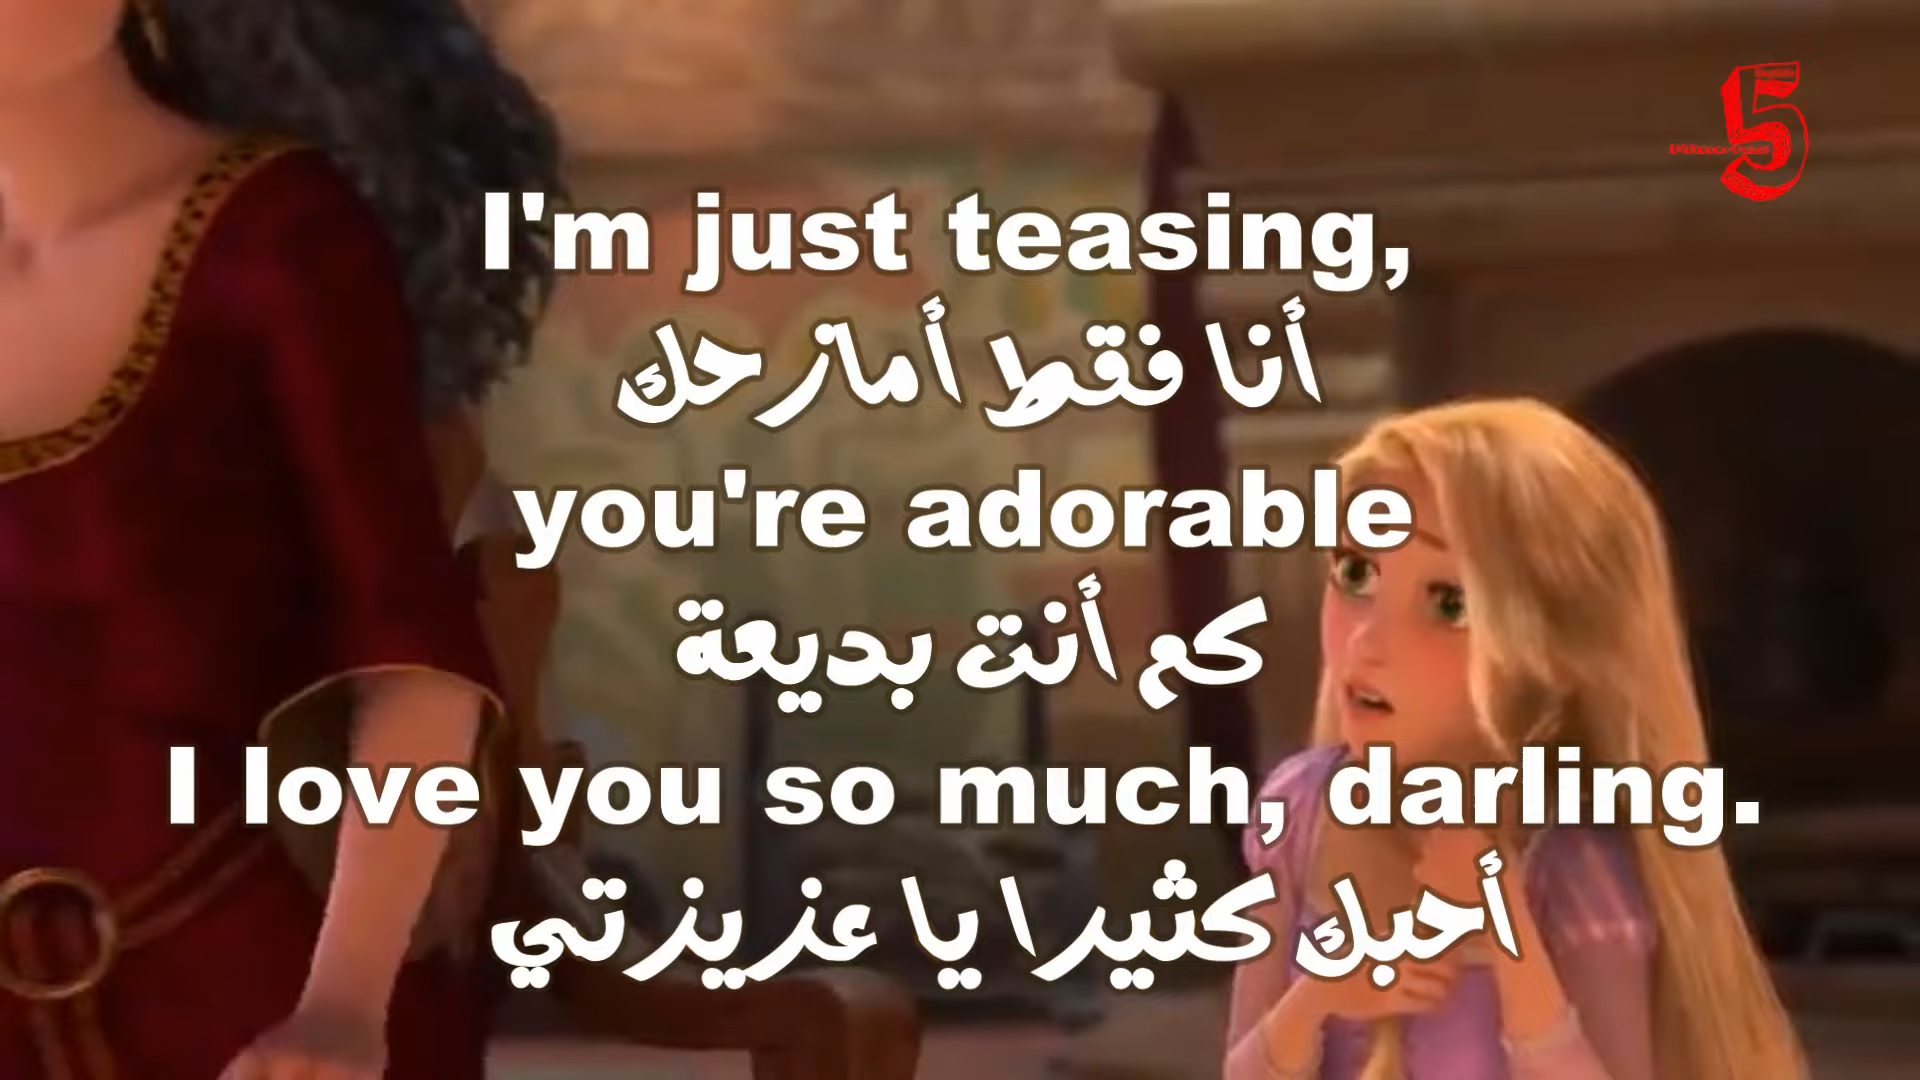 5
I'm just teasing,
أنا فقط أمازحك
you're adorable
كم أنت بديعة
I love you so much, darling.
أحبك كثيرا يا عزيزتي